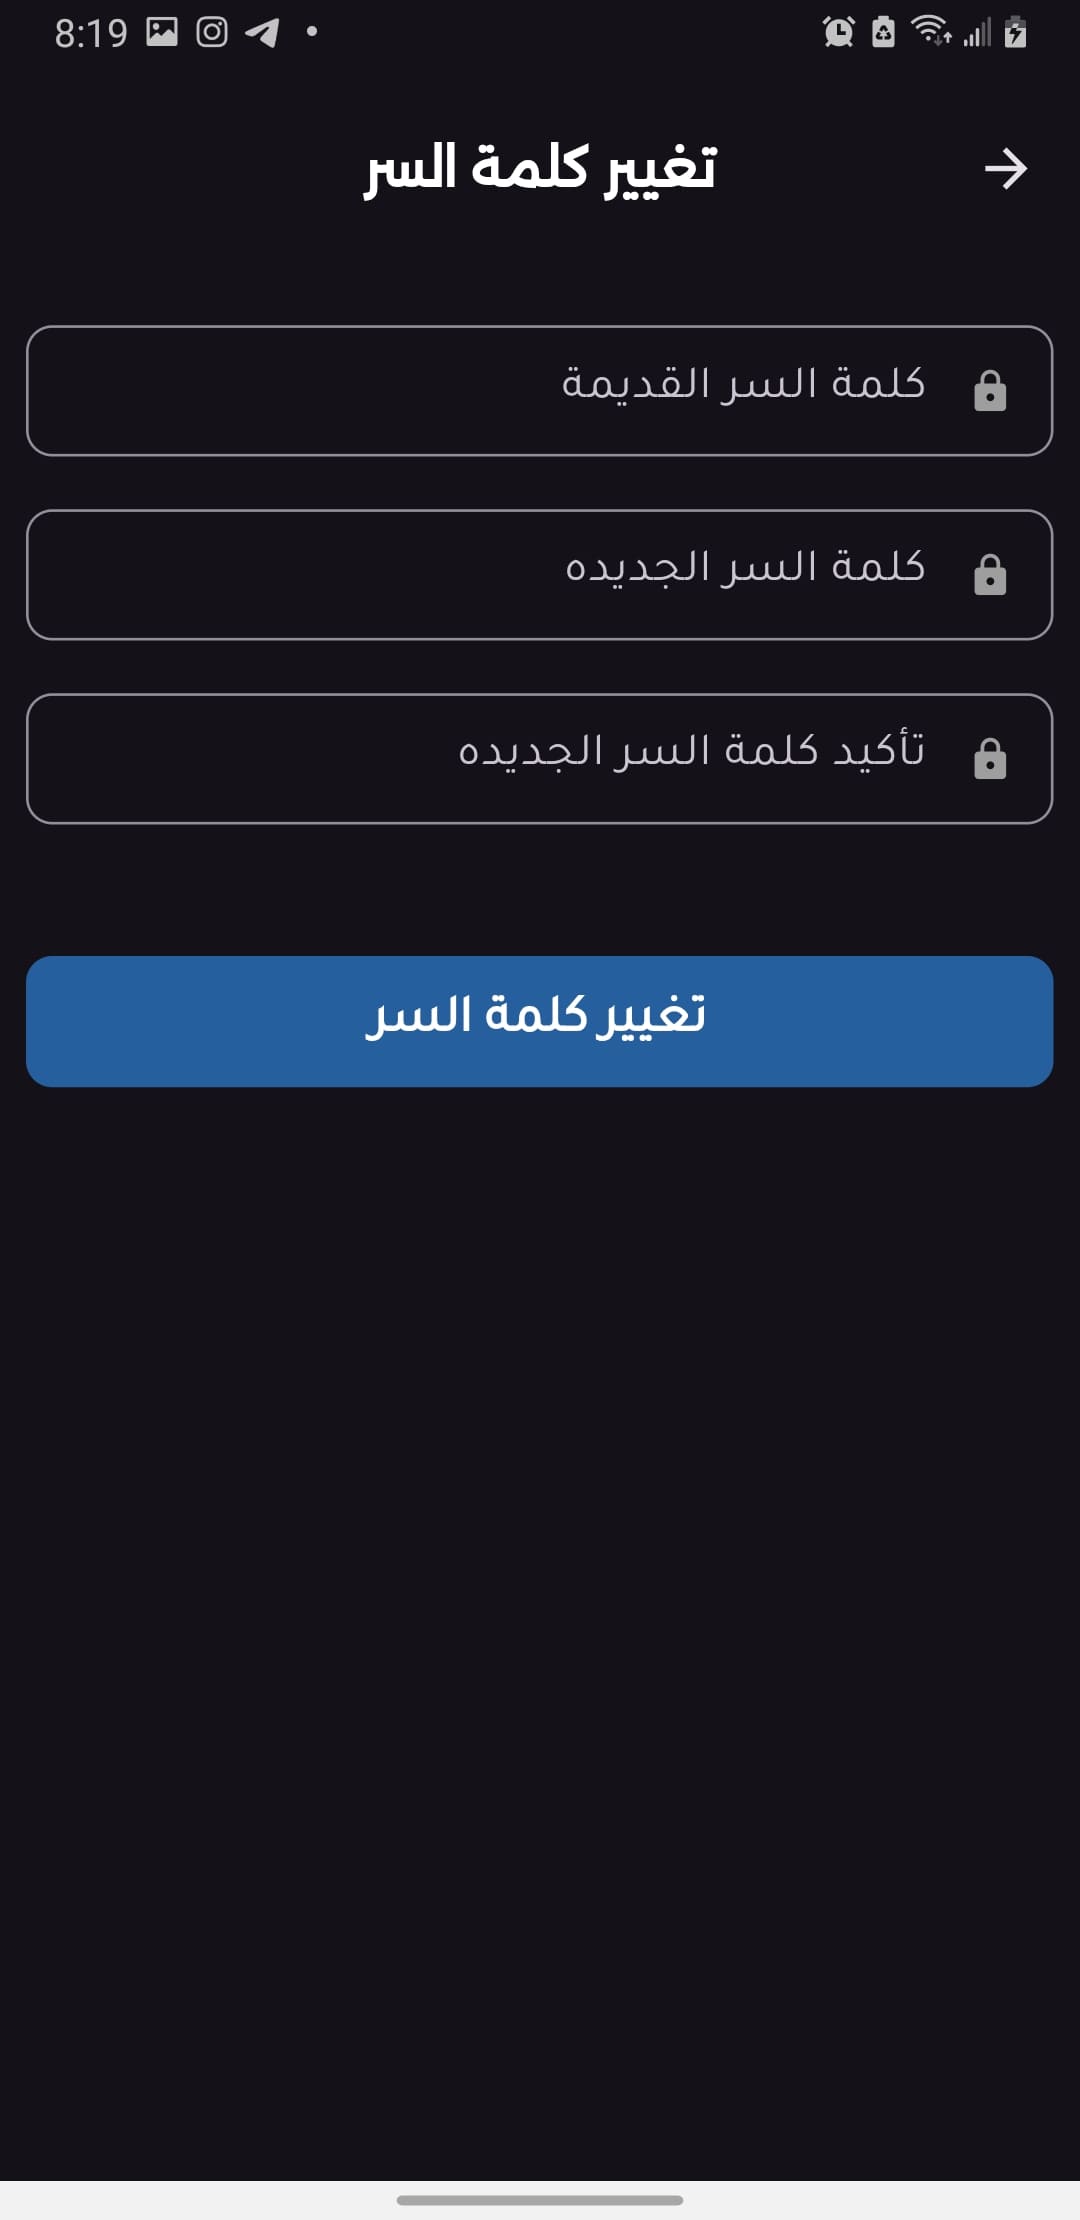 8:19
تغيير كلمة السر
كلمة السر القديمة
كلمة السر الجديده
تأكيد كلمة السر الجديده
تغيير كلمة السر